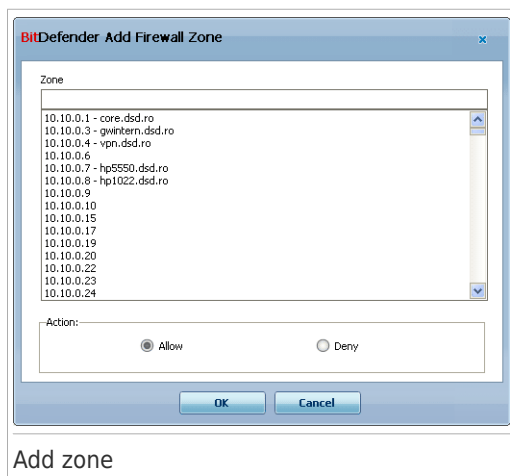 BitDefender Add Firewall Zone
Zone
10.10.0.1 - core.dsd.ro
10.10.0.3 - gwintern.dsd.ro
10.10.0.4 - vpn.dsd.ro
10.10.0.6
10.10.0.7 - hp5550.dsd.ro
10.10.0.8 - hp1022.dsd.ro
10.10.0.9
10.10.0.10
10.10.0.15
10.10.0.17
10.10.0.19
10.10.0.20
10.10.0.22
10.10.0.23
10.10.0.24
Action:
Allow Deny
OK Cancel
Add zone